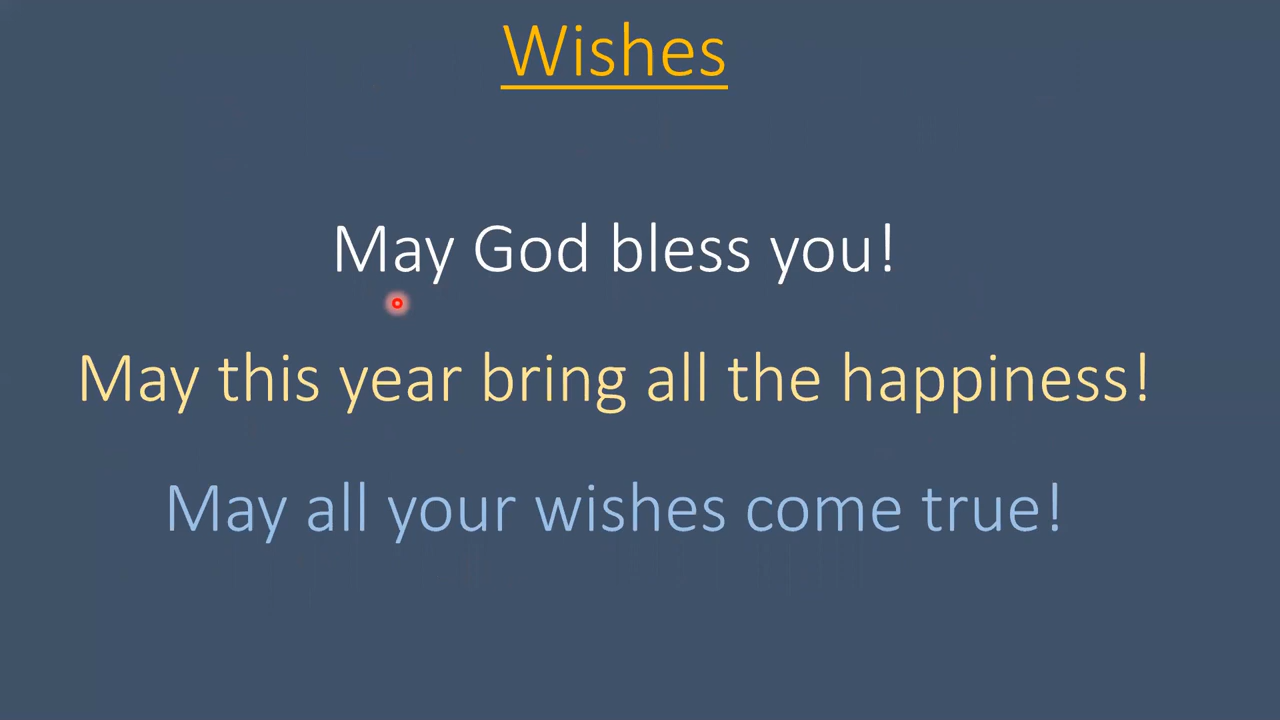 Wishes
May God bless you!
May this year bring all the happiness!
May all your wishes come true!